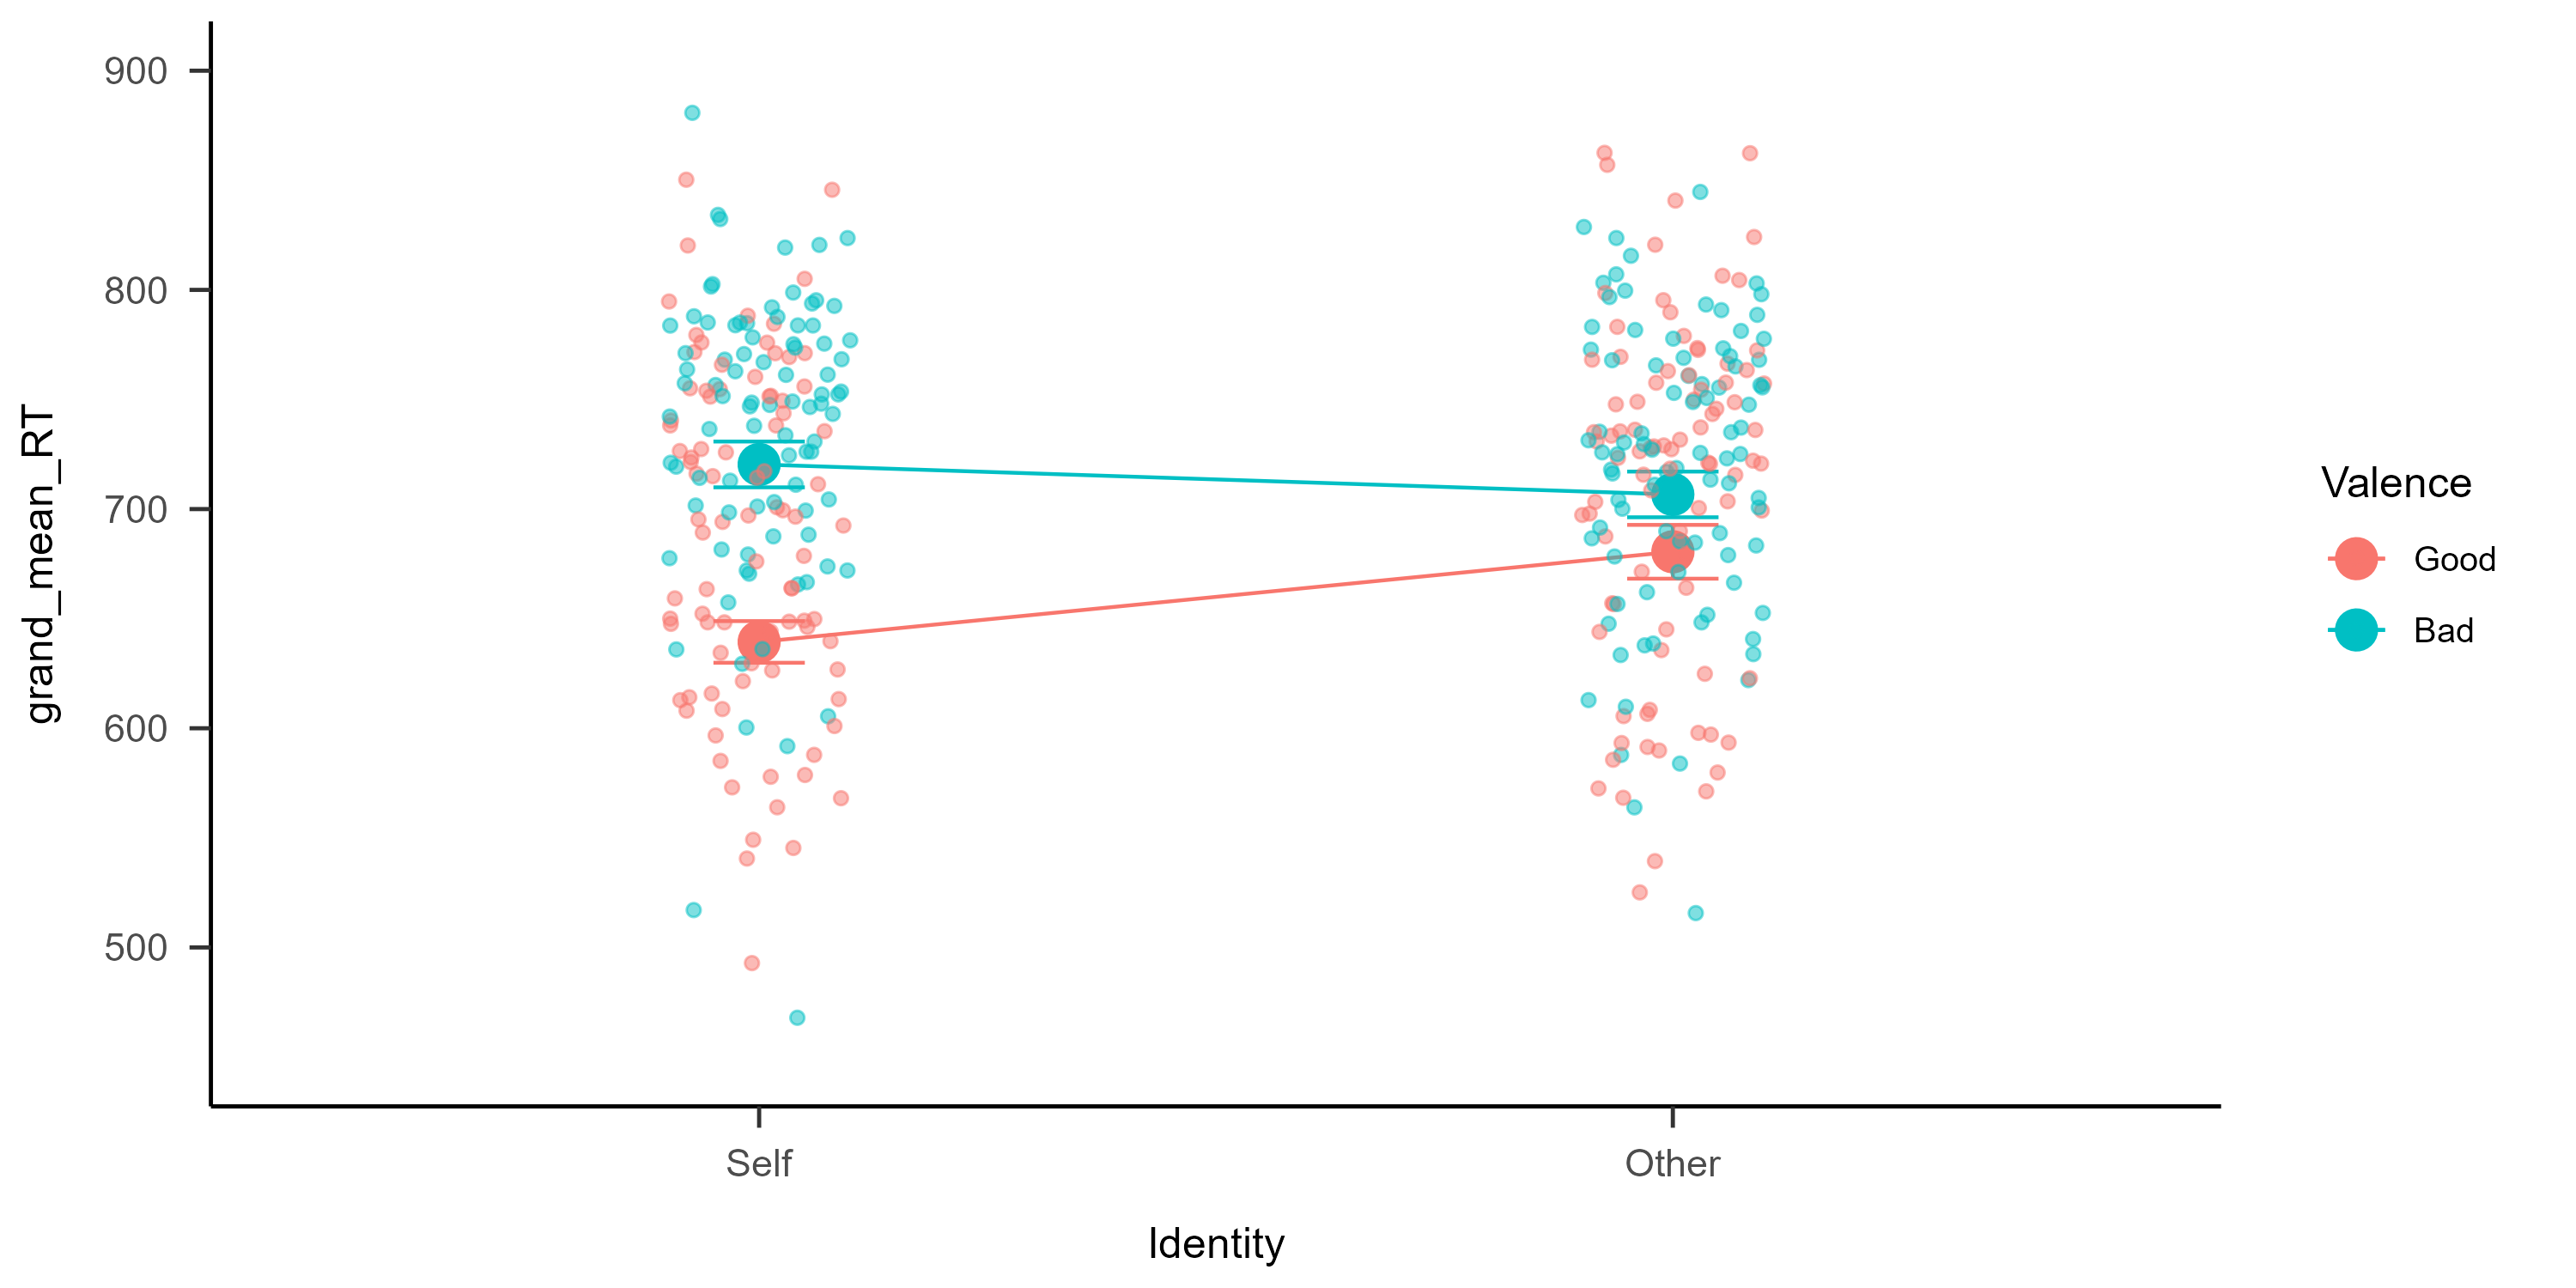 900
800
700
600
500
grand_mean_RT
Self
Other
Identity
Valence
Good
Bad